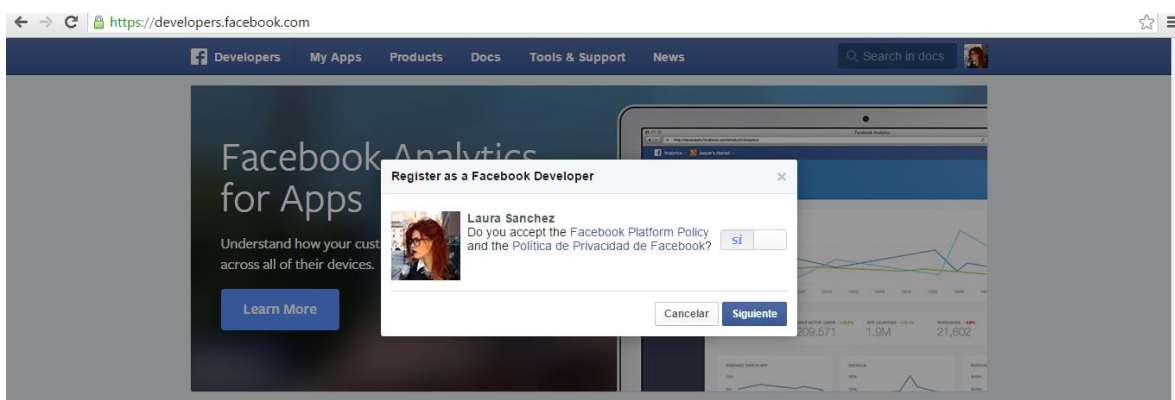 https://developers.facebook.com
Developers My Apps Products Docs Tools & Support News Search in docs
Facebook Analytics
for Apps
Understand how your cust
across all of their devices.
Learn More
Register as a Facebook Developer
Laura Sanchez
Do you accept the Facebook Platform Policy
and the Política de Privacidad de Facebook?
SÍ
Cancelar Siguiente
Facebook Analytics
209,571 1.9M 21,602